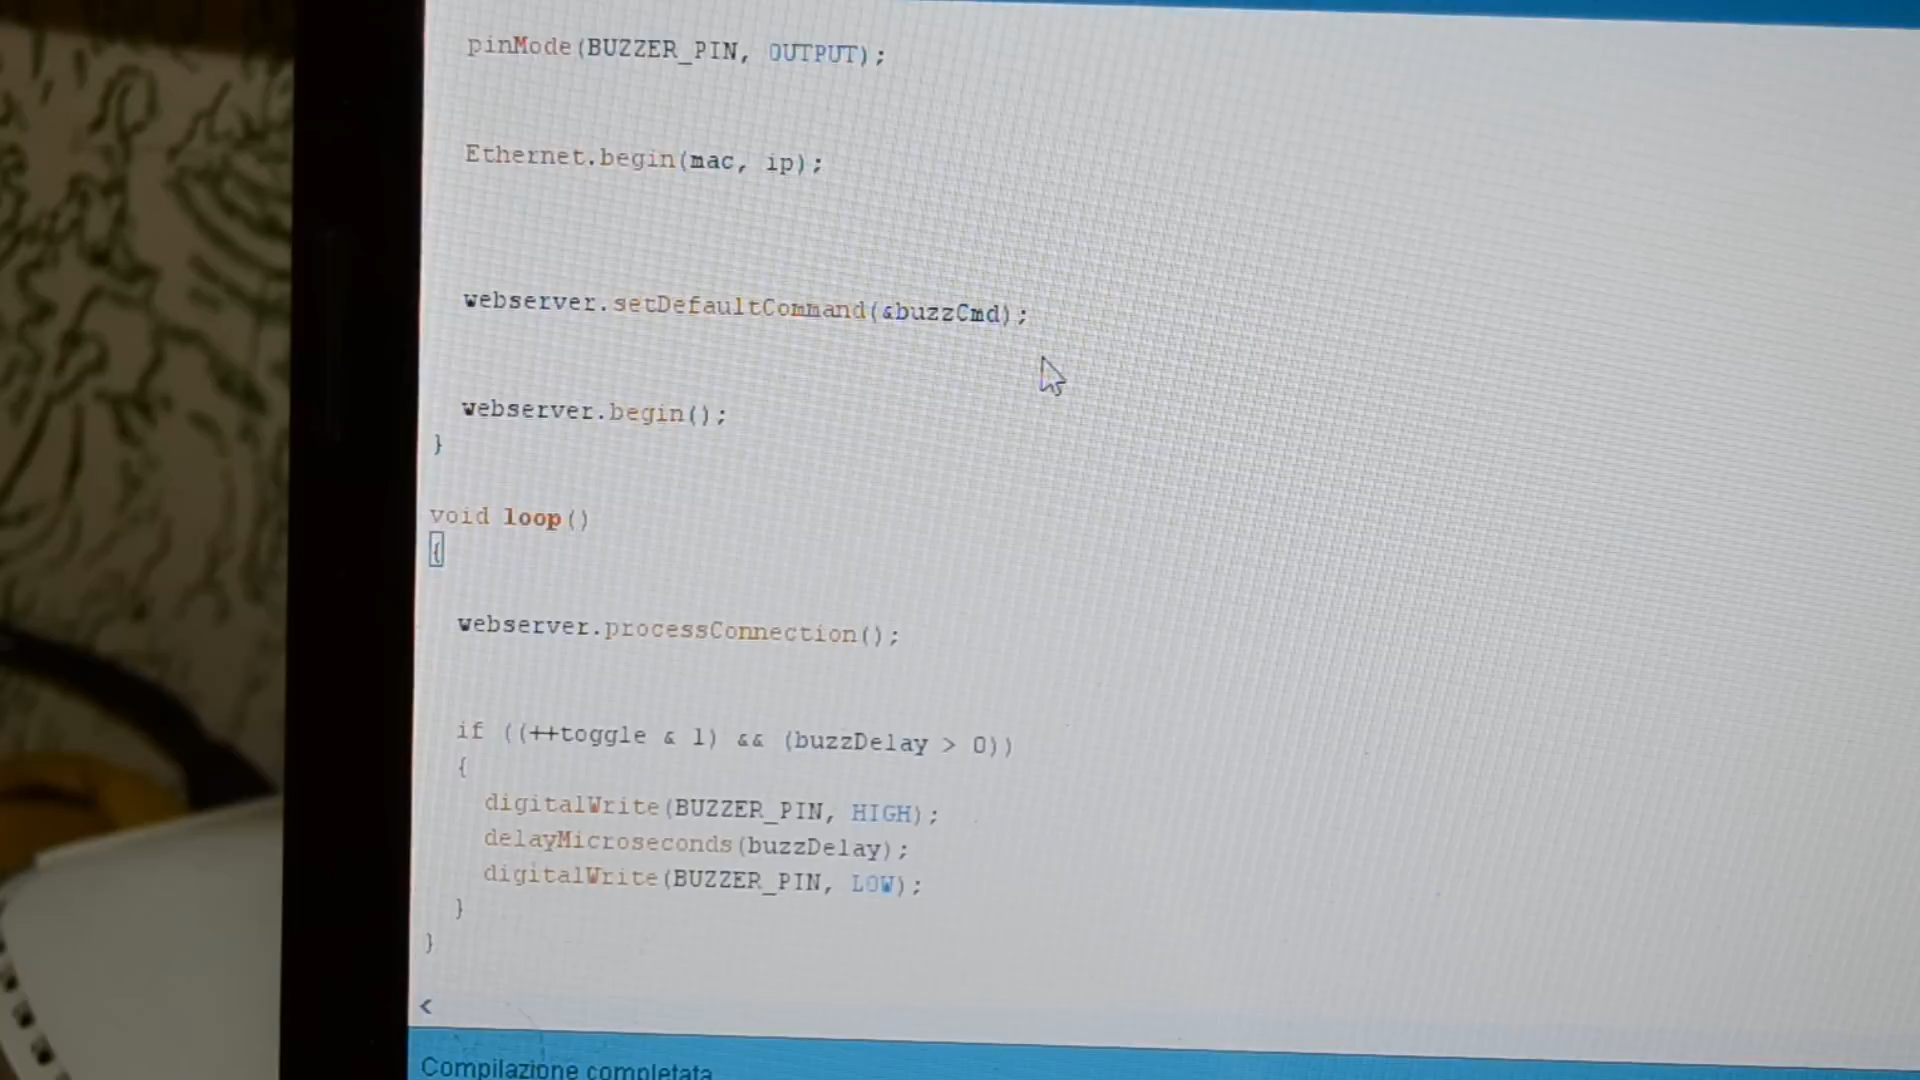 pinMode(BUZZER_PIN, OUTPUT);
Ethernet.begin(mac, ip);
webserver.setDefaultCommand(&buzzCmd);
webserver.begin();
}
void loop()
{
webserver.processConnection();
if ((++toggle & 1) && (buzzDelay > 0))
{
digitalWrite(BUZZER_PIN, HIGH);
delayMicroseconds(buzzDelay);
digitalWrite(BUZZER_PIN, LOW);
}
}
<
Compilazione completata